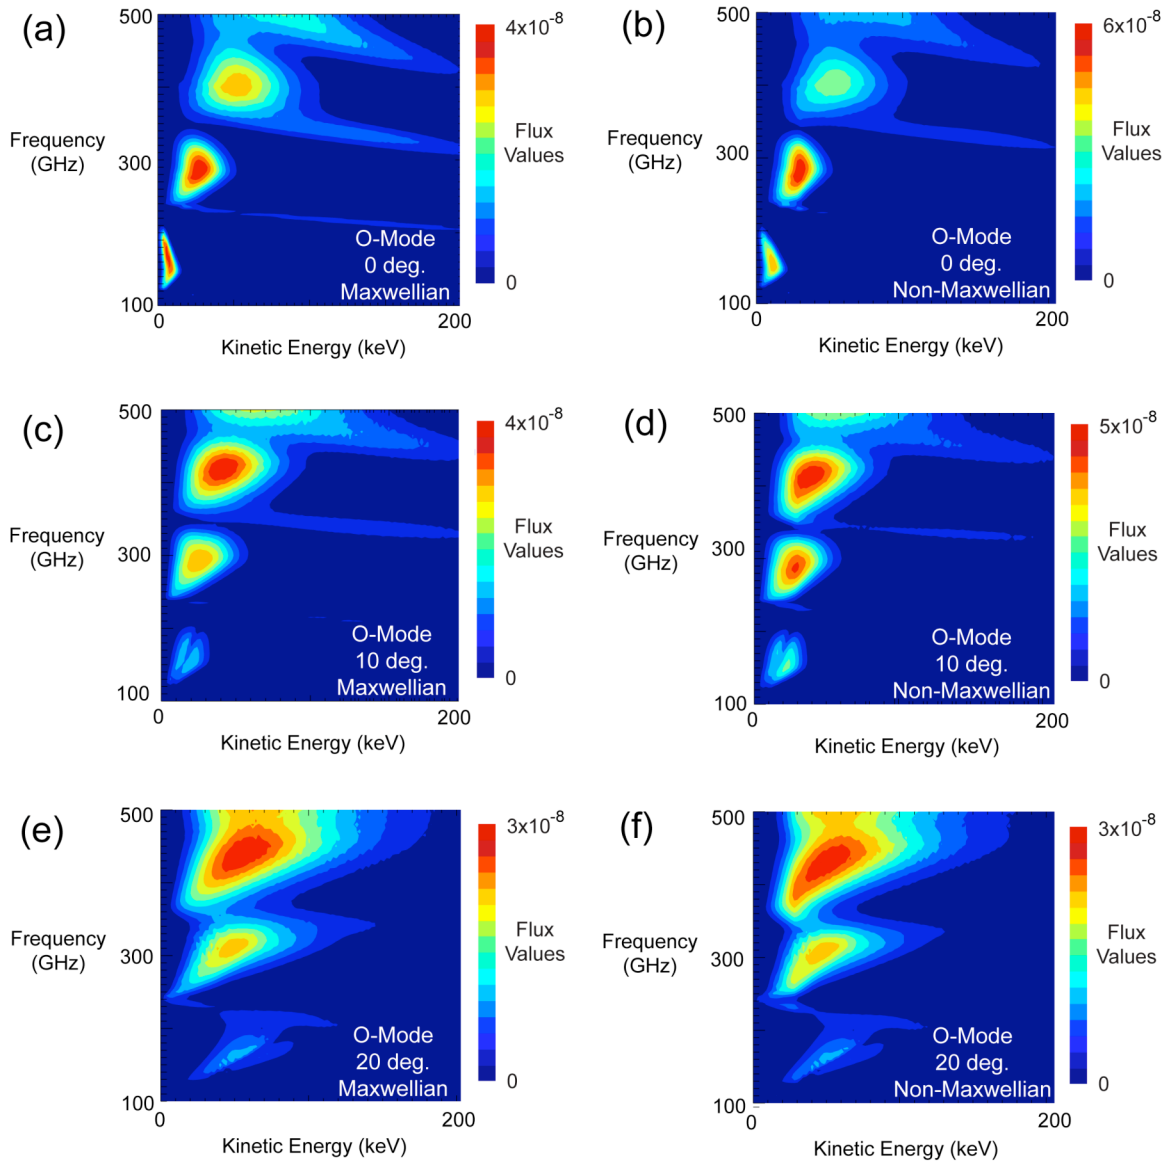 (a)
500
Frequency
(GHz)
300
100
0
200
Kinetic Energy (keV)
O-Mode
0 deg.
Maxwellian
4x10-8
Flux
Values
0
(b)
500
Frequency
(GHz)
300
100
0
200
Kinetic Energy (keV)
O-Mode
0 deg.
Non-Maxwellian
6x10-8
Flux
Values
0
(c)
500
Frequency
(GHz)
300
100
0
200
Kinetic Energy (keV)
O-Mode
10 deg.
Maxwellian
4x10-8
Flux
Values
0
(d)
500
Frequency
(GHz)
300
100
0
200
Kinetic Energy (keV)
O-Mode
10 deg.
Non-Maxwellian
5x10-8
Flux
Values
0
(e)
500
Frequency
(GHz)
300
100
0
200
Kinetic Energy (keV)
O-Mode
20 deg.
Maxwellian
3x10-8
Flux
Values
0
(f)
500
Frequency
(GHz)
300
100
0
200
Kinetic Energy (keV)
O-Mode
20 deg.
Non-Maxwellian
3x10-8
Flux
Values
0